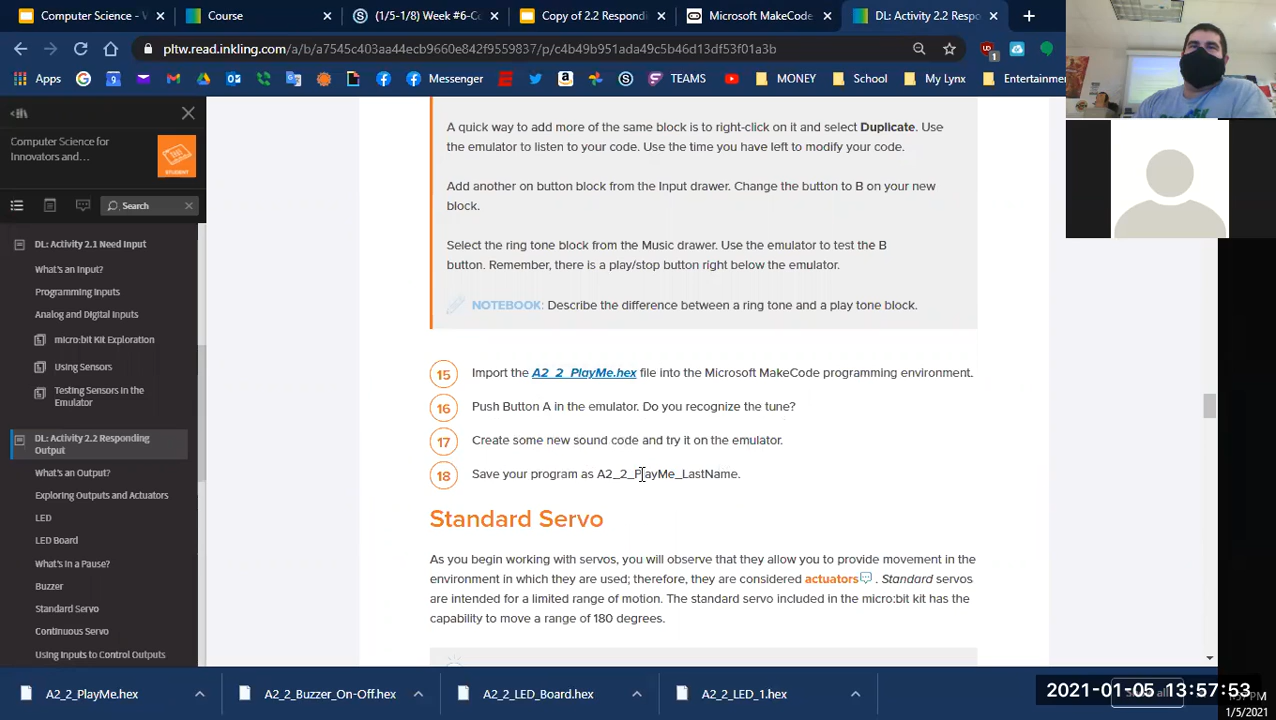 Computer Science - W
Course
(1/5-1/8) Week #6-
Copy of 2.2 Respon
Microsoft MakeCode
DL: Activity 2.2 Respo
pltw.read.inkling.com/a/b/a7545c403aa44ecb9660e842f9559837/p/c4b49b951ada49c5b46d13df53f01a3b
1
Apps
9
Messenger
TEAMS
MONEY
School
My Lynx
Entertainme
Computer Science for
Innovators and...
STUDENT
Search
DL: Activity 2.1 Need Input
What's an Input?
Programming Inputs
Analog and Digital Inputs
micro:bit Kit Exploration
Using Sensors
Testing Sensors in the
Emulator
DL: Activity 2.2 Responding
Output
What's an Output?
Exploring Outputs and Actuators
LED
LED Board
What's in a Pause?
Buzzer
Standard Servo
Continuous Servo
Using Inputs to Control Outputs
A quick way to add more of the same block is to right-click on it and select Duplicate. Use
the emulator to listen to your code. Use the time you have left to modify your code.
Add another on button block from the Input drawer. Change the button to B on your new
block.
Select the ring tone block from the Music drawer. Use the emulator to test the B
button. Remember, there is a play/stop button right below the emulator.
NOTEBOOK: Describe the difference between a ring tone and a play tone block.
15 Import the A2_2_PlayMe.hex file into the Microsoft MakeCode programming environment.
16 Push Button A in the emulator. Do you recognize the tune?
17 Create some new sound code and try it on the emulator.
18 Save your program as A2_2_PlayMe_LastName.
Standard Servo
As you begin working with servos, you will observe that they allow you to provide movement in the
environment in which they are used; therefore, they are considered actuators . Standard servos
are intended for a limited range of motion. The standard servo included in the micro:bit kit has the
capability to move a range of 180 degrees.
A2_2_PlayMe.hex
A2_2_Buzzer_On-Off.hex
A2_2_LED_Board.hex
A2_2_LED_1.hex
2021-01-05 13:57:53
1/5/2021